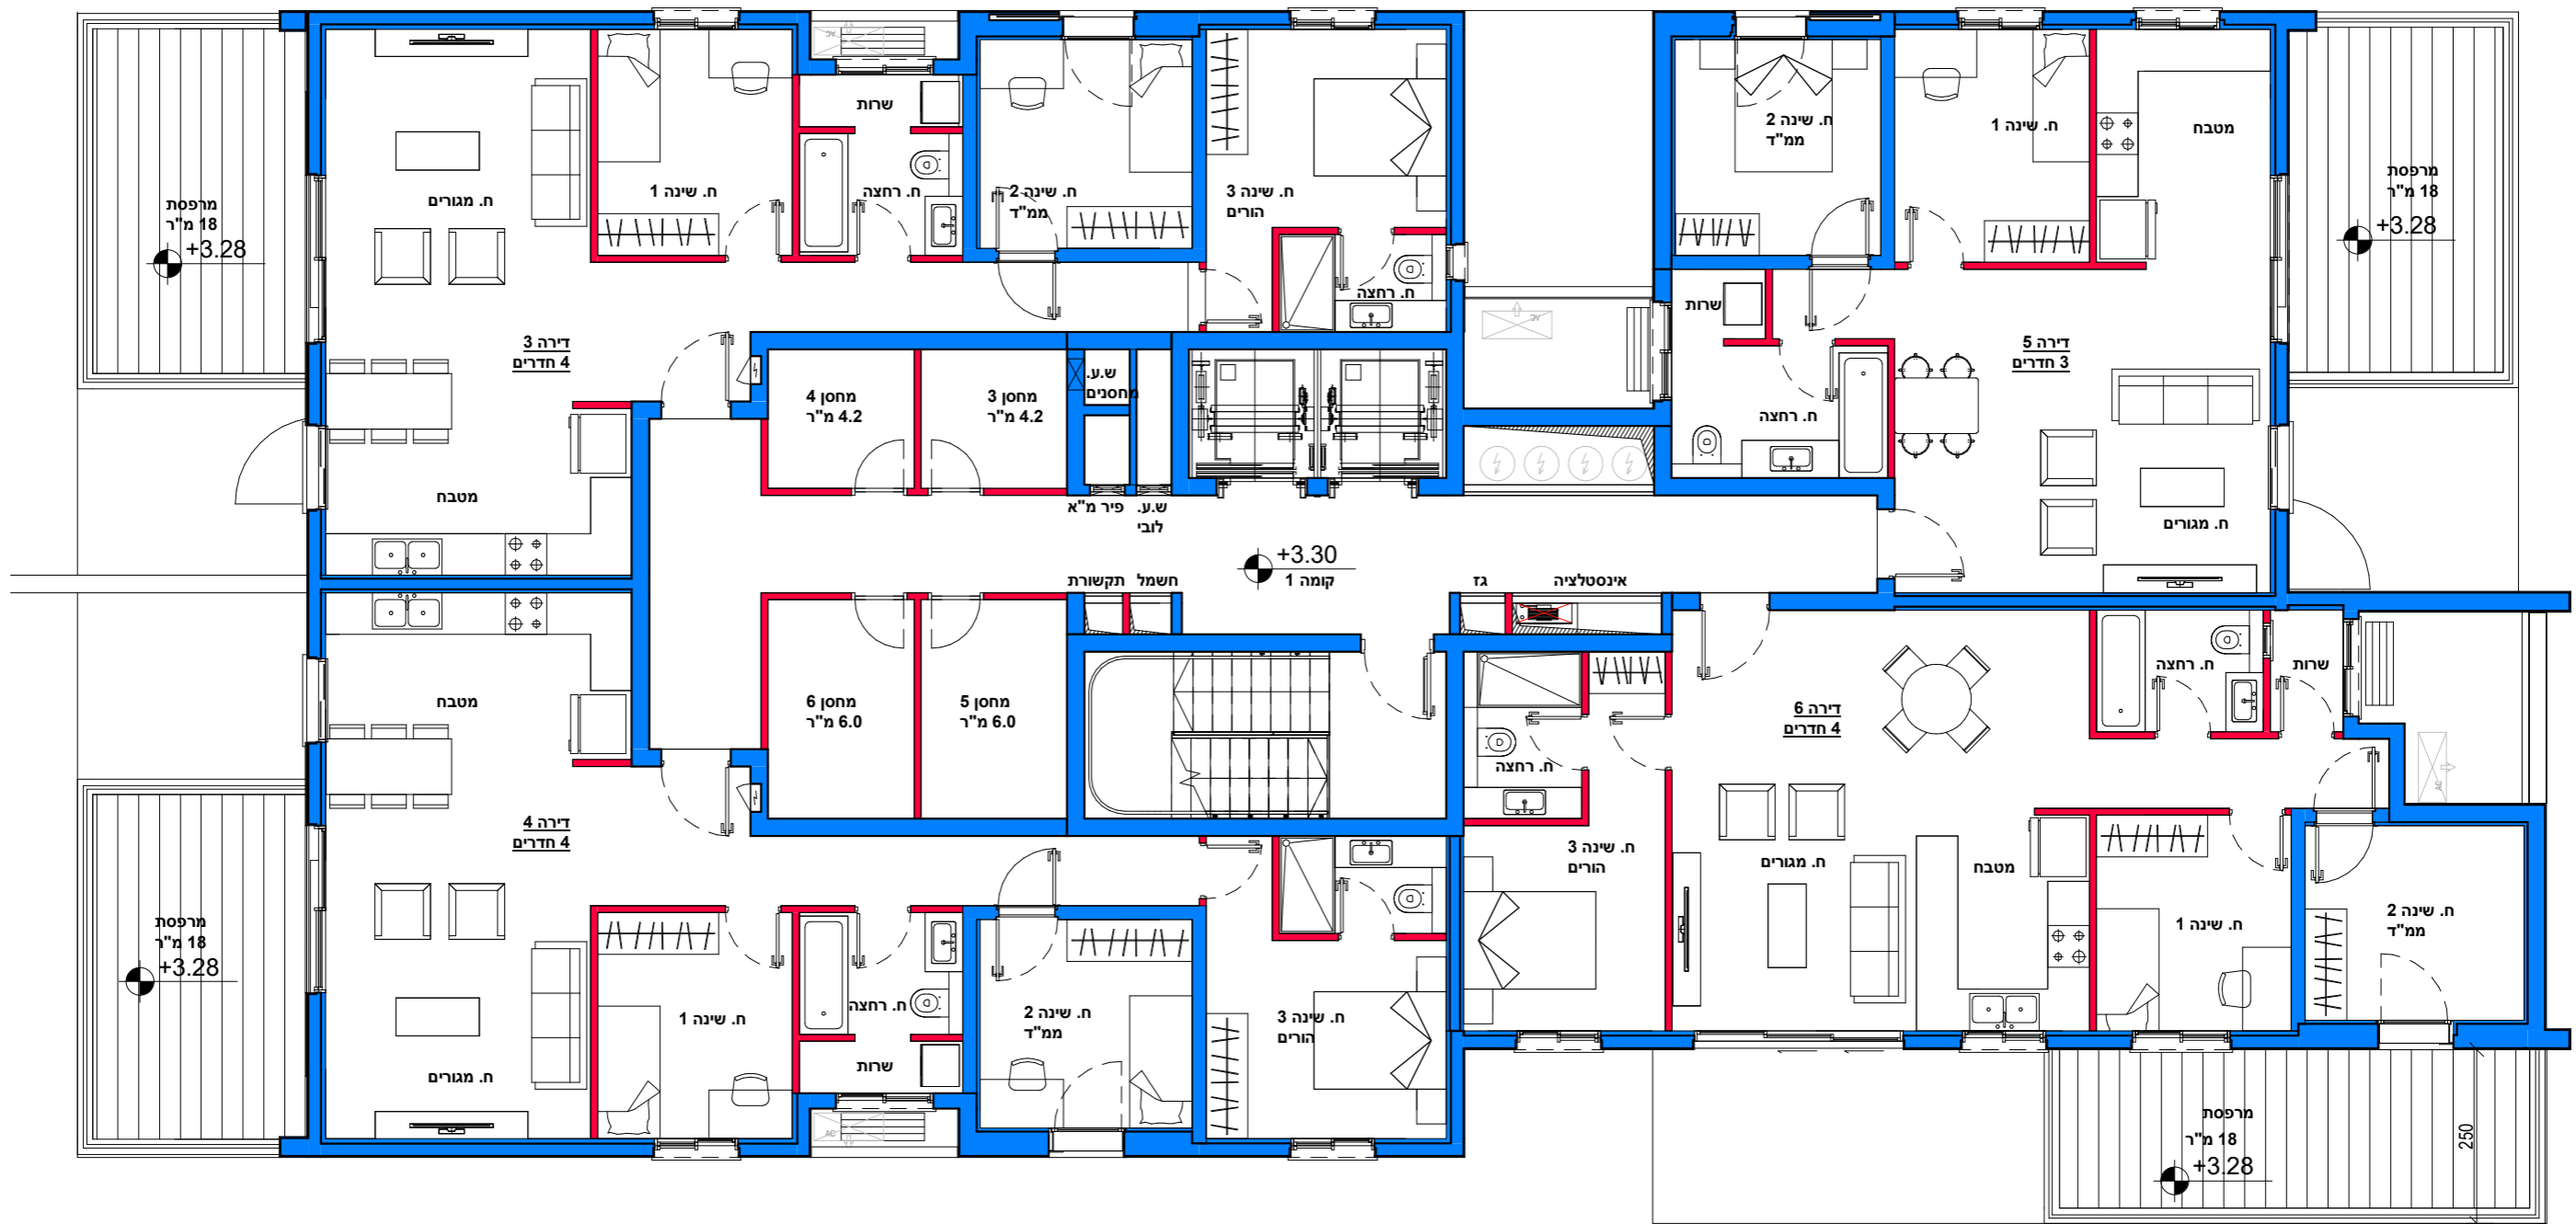 שרות
ח. שינה 1
ח. רחצה
ח. שינה 2
ממ"ד
ח. שינה 3
הורים
ח. רחצה
ח. מגורים
מרפסת
18 מ"ר
+3.28
דירה 3
4 חדרים
מטבח
מחסן 4
4.2 מ"ר
מחסן 3
4.2 מ"ר
ש.ע.
מחסנים
פיר מ"א
ש.ע.
לובי
AC
AC
ח. שינה 2
ממ"ד
ח. שינה 1
מטבח
מרפסת
18 מ"ר
+3.28
שרות
ח. רחצה
דירה 5
3 חדרים
ח. מגורים
+3.30
קומה 1
תקשורת
חשמל
גז
אינסטלציה
מטבח
מחסן 6
6.0 מ"ר
מחסן 5
6.0 מ"ר
דירה 4
4 חדרים
מרפסת
18 מ"ר
+3.28
ח. מגורים
ח. שינה 1
ח. רחצה
שרות
AC
ח. שינה 2
ממ"ד
ח. שינה 3
הורים
ח. רחצה
ח. שינה 3
הורים
דירה 6
4 חדרים
ח. מגורים
מטבח
ח. רחצה
שרות
AC
ח. שינה 1
ח. שינה 2
ממ"ד
מרפסת
18 מ"ר
+3.28
250